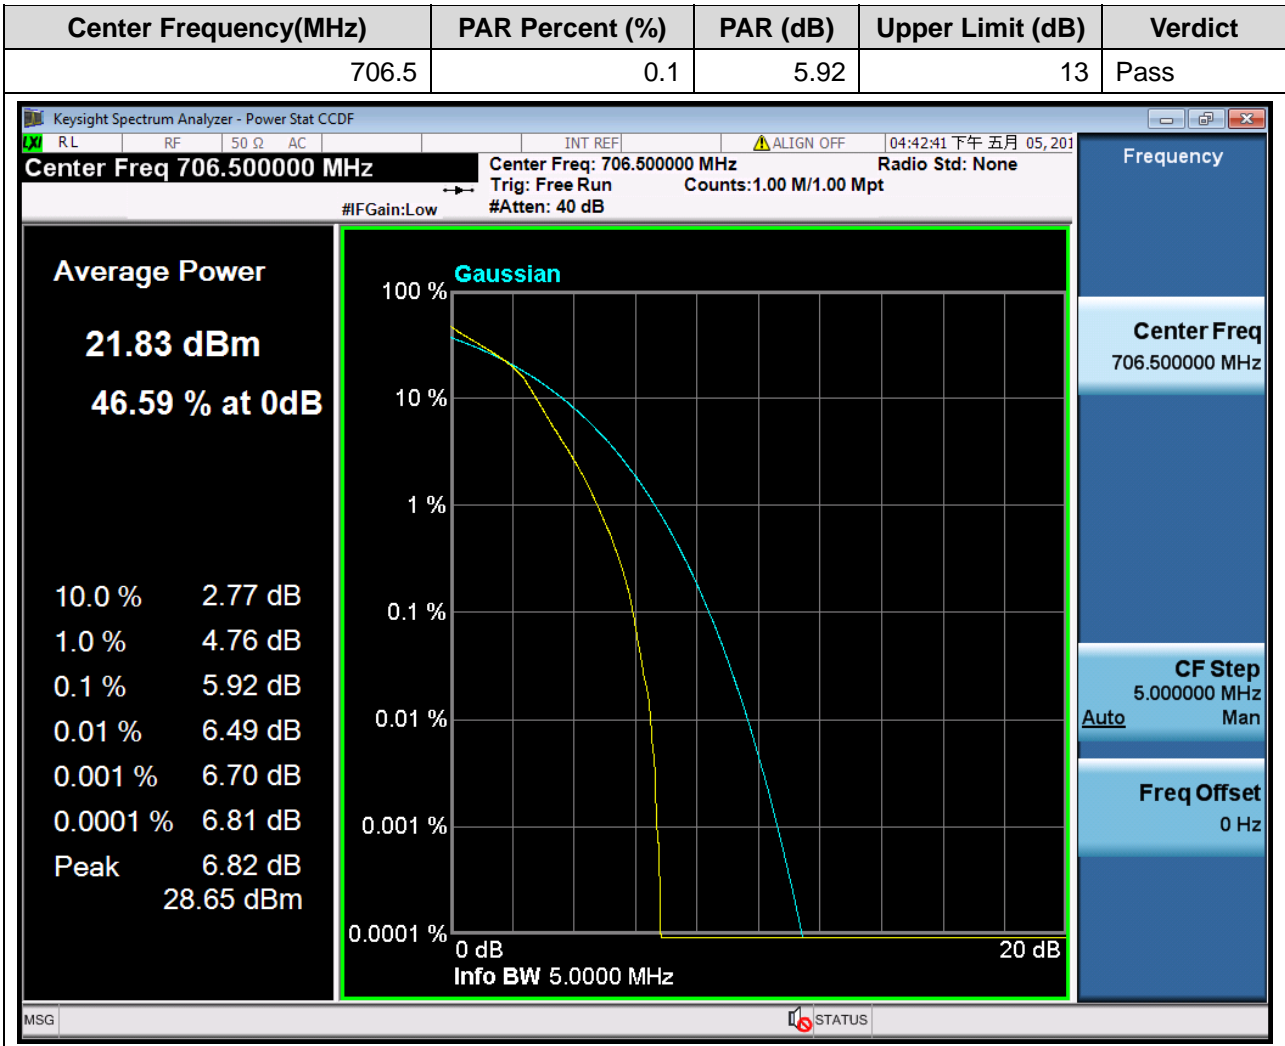 Center Frequency(MHz) PAR Percent (%) PAR (dB) Upper Limit (dB) Verdict
706.5 0.1 5.92 13 Pass
Keysight Spectrum Analyzer - Power Stat CCDF
LXI RL RF 50 Ω AC INT REF ALIGN OFF 04:42:41 下午 五月 05, 201
Center Freq 706.500000 MHz
Center Freq: 706.500000 MHz Radio Std: None
Trig: Free Run Counts:1.00 M/1.00 Mpt
#IFGain:Low #Atten: 40 dB
Frequency
Average Power
21.83 dBm
46.59 % at 0dB
10.0 % 2.77 dB
1.0 % 4.76 dB
0.1 % 5.92 dB
0.01 % 6.49 dB
0.001 % 6.70 dB
0.0001 % 6.81 dB
Peak 6.82 dB
28.65 dBm
Gaussian
100 %
10 %
1 %
0.1 %
0.01 %
0.001 %
0.0001 %
0 dB 20 dB
Info BW 5.0000 MHz
Center Freq
706.500000 MHz
CF Step
5.000000 MHz
Auto Man
Freq Offset
0 Hz
MSG STATUS